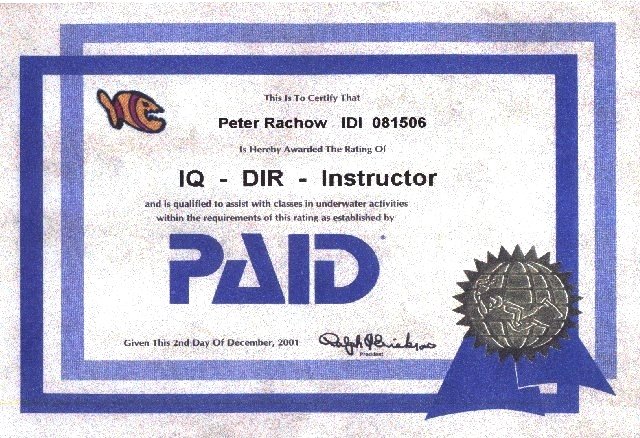 This Is To Certify That
Peter Rachow IDI 081506
Is Hereby Awarded The Rating Of
IQ - DIR - Instructor
and is qualified to assist with classes in underwater activities
within the requirements of this rating as established by
PAID
Given This 2nd Day Of December, 2001
President